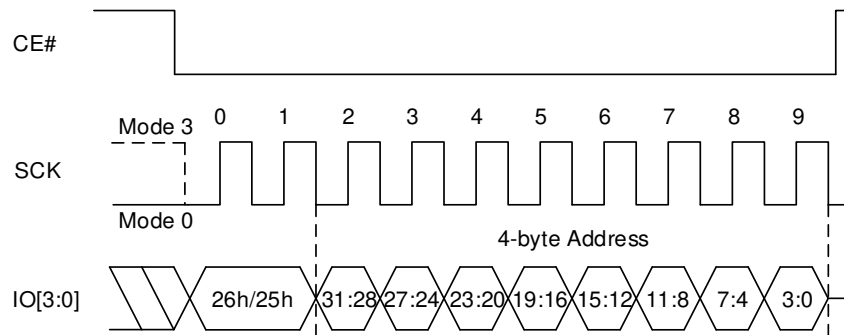 CE#
Mode 3
0 1 2 3 4 5 6 7 8 9
SCK
Mode 0
4-byte Address
IO[3:0]
26h/25h 31:28 27:24 23:20 19:16 15:12 11:8 7:4 3:0